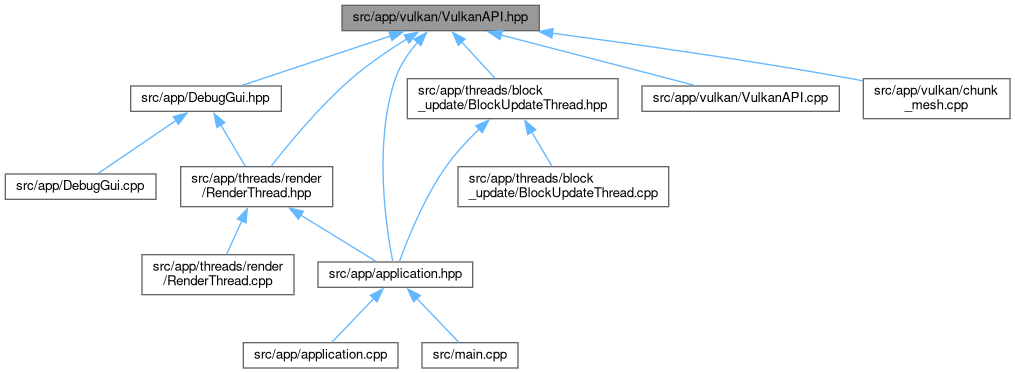 src/app/vulkan/VulkanAPI.hpp
src/app/DebugGui.hpp
src/app/threads/block
_update/BlockUpdateThread.hpp
src/app/vulkan/VulkanAPI.cpp
src/app/vulkan/chunk
_mesh.cpp
src/app/DebugGui.cpp
src/app/threads/render
/RenderThread.hpp
src/app/threads/block
_update/BlockUpdateThread.cpp
src/app/threads/render
/RenderThread.cpp
src/app/application.hpp
src/app/application.cpp
src/main.cpp